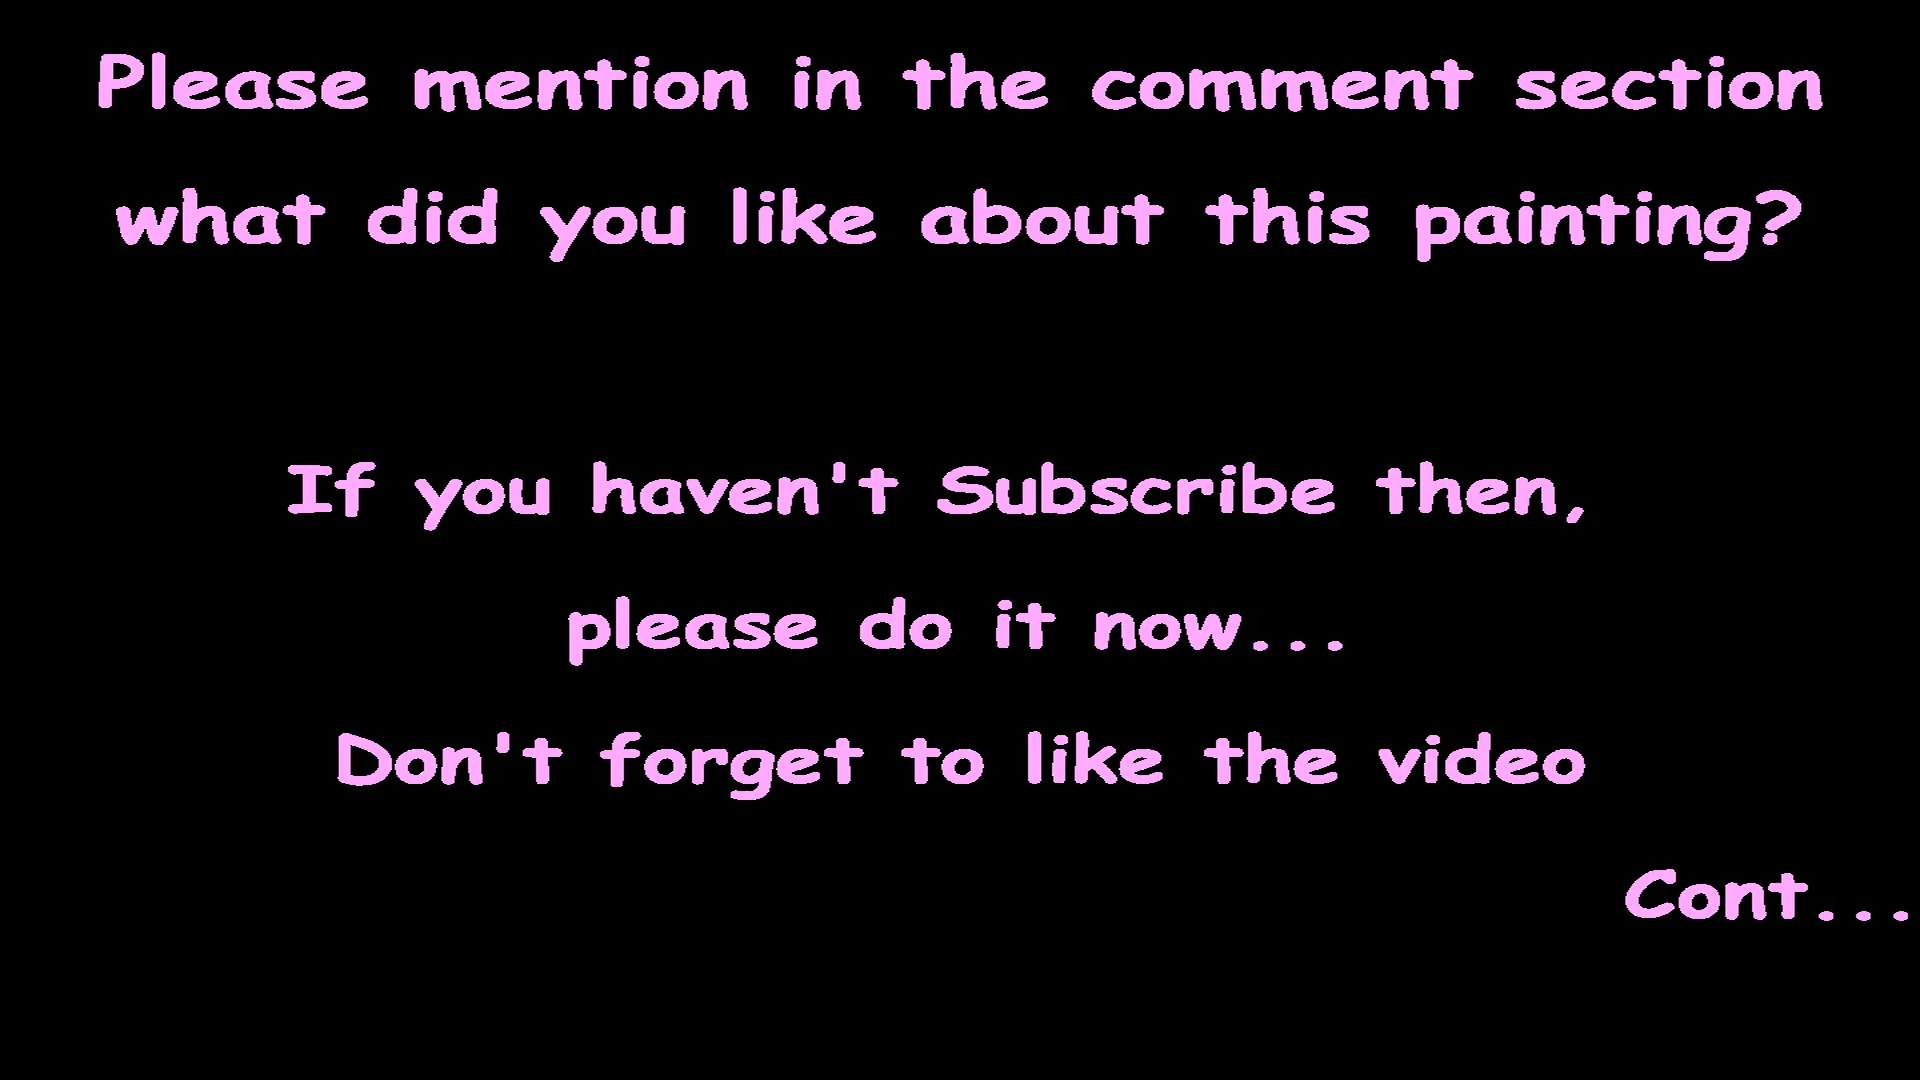 Please mention in the comment section
what did you like about this painting?
If you haven't Subscribe then,
please do it now...
Don't forget to like the video
Cont...